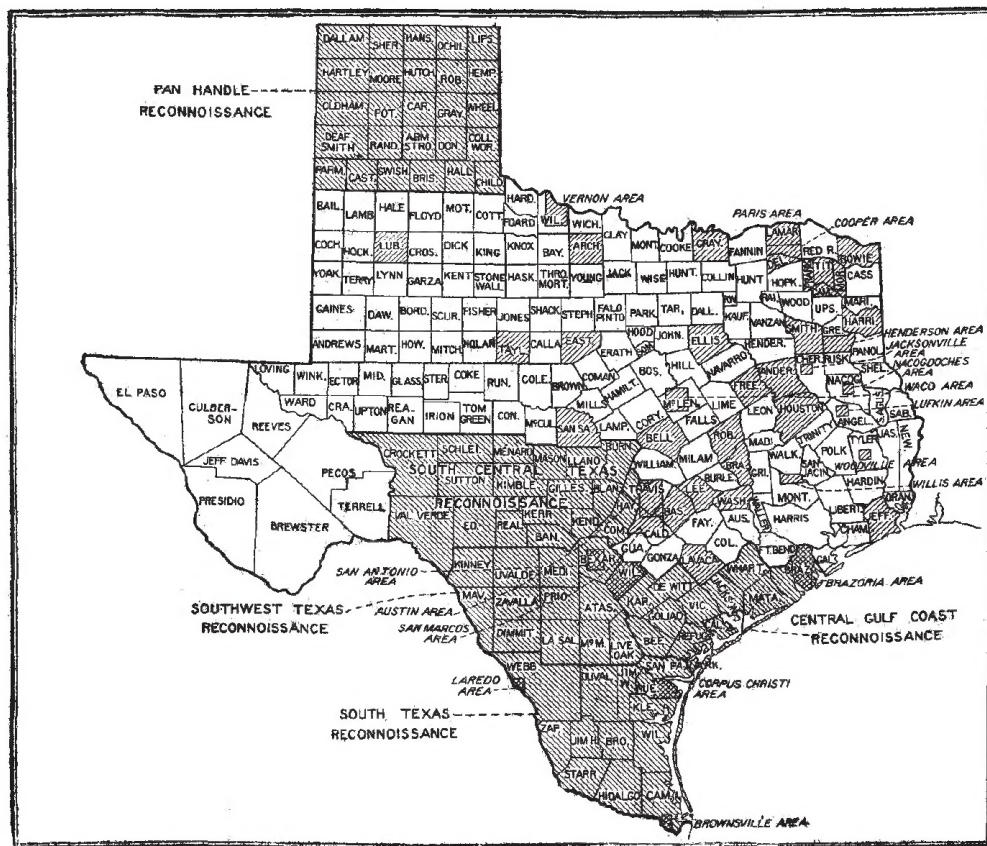 DALLAM SHER. HANS. OCHIL. LIPS.
HARTLEY MOORE HUTCH. ROB. HEMP.
PAN HANDLE
RECONNOISSANCE
OLDHAM POT. CAR. GRAY. WHEEL.
DEAF SMITH RAND. ARM STRO. DON. COLL. WOR.
PARM. CAST. SWISH BRIS. HALL CHILD.
BAIL. LAMB HALE FLOYD MOT. COTT. HARD. FOARD WIL. WICH.
VERNON AREA
PARIS AREA
COOPER AREA
COCH. HOCK. LUB. CROS. DICK KING KNOX BAY. ARCH. CLAY MONT. COOKE GRAY. FANNIN LAMAR RED R. BOWIE
YOAK. TERRY LYNN GARZA KENT STONE WALL HASK. THRO MORT. YOUNG JACK WISE HUNT. COLLIN HUNT HOPK. TIT. CASS
GAINES DAW. BORD. SCUR. FISHER JONES SHACK STEPH PALO PINTO PARK. TAR. DALL. KAUF. VANZAN WOOD UPS. MARI.
ANDREWS MART. HOW. MITCH NOLAN TAY. CALLA EAST. ERATH HOOD JOHN. ELLIS HENDER. SMITH GRE. HARRI.
HENDERSON AREA
JACKSONVILLE
AREA
NACOGDOCHES
AREA
WACO AREA
LUFKIN AREA
LOVING WINK. ECTOR MID. GLASS STER COKE RUN. COLE. BROWN COMAN HAMILT. BOS. HILL NAVARRO ANDER. CHER. RUSK PANOL
EL PASO CULBER-SON REEVES WARD CRA. UPTON REA-GAN IRION TOM GREEN CON. McCUL MILLS SAN SA. LAMP. CORY McLEN. LIME FREE. LEON HOUSTON NACOG SHEL. ANGEL. SAB.
JEFF DAVIS PECOS CROCKETT SCHLEI. MENARD MASON LLANO BURN BELL FALLS ROB. MADI. WALK. TRINITY POLK TYLER JAS. NEW.
SOUTH CENTRAL TEXAS
RECONNOISSANCE
WOODVILLE AREA
WILLIS AREA
PRESIDIO BREWSTER TERRELL VAL VERDE SUTTON KIMBLE GILLES. BLAN. WILLIAM MILAM BURLE. BRA. GRI. MONT. SAN JACIN HARDIN
ED. REAL KERR BAN. KEND. COM. HAY. TRAVIS BAS. LEE WASH. AUS. HARRIS LIBERT. CHAM. JEFF. ORAN.
KINNEY UVALDE MEDI. BEXAR GUA. CALD. GONZA FAY. COL. FT. BEND GAL.
SAN ANTONIO
AREA
BRAZORIA AREA
SOUTHWEST TEXAS
RECONNOISSANCE
AUSTIN AREA
SAN MARCOS
AREA
MAV. ZAVALLA FRIO ATAS. WIL. KAR. DE WITT LAVACA JACK. WHART. MATA. BRAZ.
CENTRAL GULF COAST
RECONNOISSANCE
DIMMIT LA SAL McM. LIVE OAK BEE GOLIAD VIC. CAL. REFUG.
WEBB DUVAL JIM W. SAN PA. ARK. NUE. KLE.
LAREDO
AREA
CORPUS CHRISTI
AREA
SOUTH TEXAS
RECONNOISSANCE
ZAP. JIM H. BRO. WIL.
STARR HIDALGO CAM.
BROWNSVILLE AREA